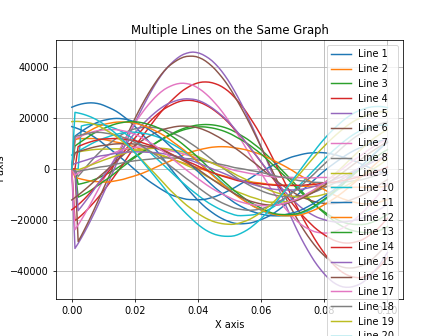 Multiple Lines on the Same Graph
40000
20000
0
−20000
−40000
axis
0.00
0.02
0.04
0.06
0.08
X axis
Line 1
Line 2
Line 3
Line 4
Line 5
Line 6
Line 7
Line 8
Line 9
Line 10
Line 11
Line 12
Line 13
Line 14
Line 15
Line 16
Line 17
Line 18
Line 19
Line 20